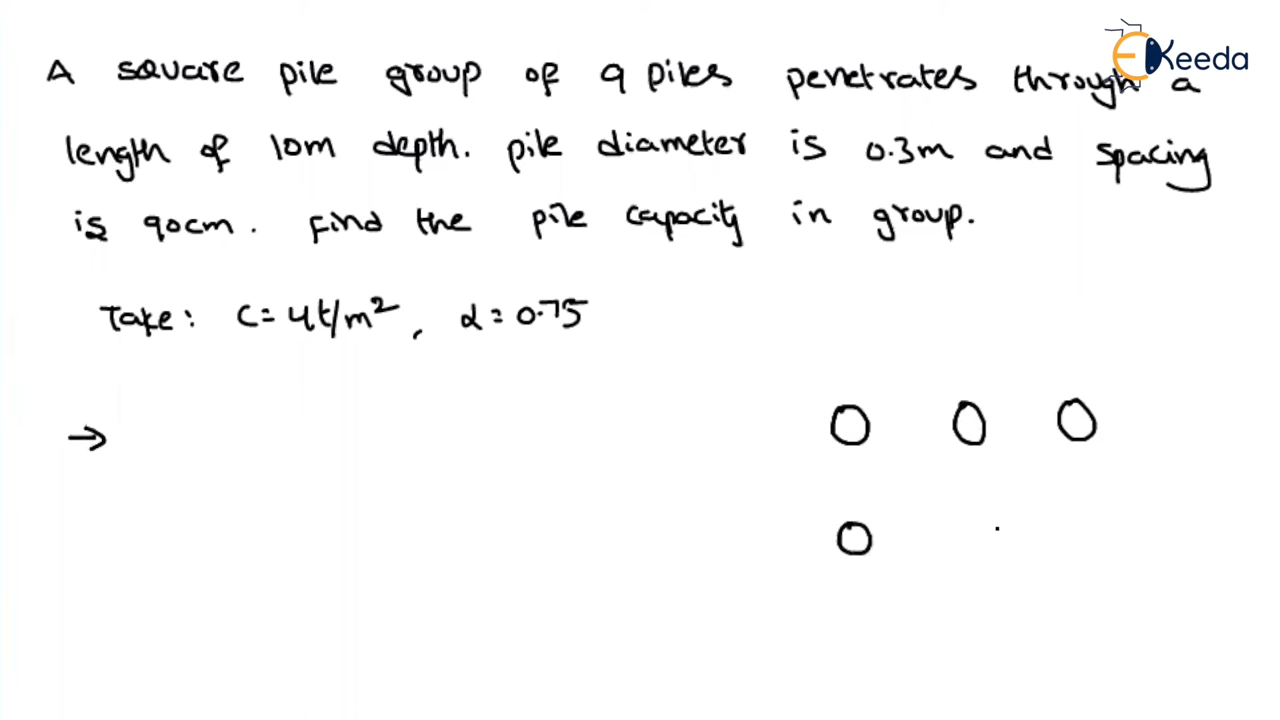 EKeeda
A square pile group of 9 piles penetrates through a
length of 10m depth. pile diameter is 0.3m and spacing
is 90cm. Find the pile capacity in group.
Take: C = 4t/m², α = 0.75
→